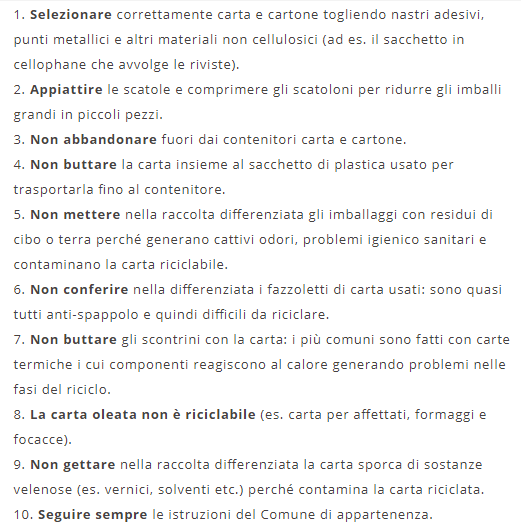 1. Selezionare correttamente carta e cartone togliendo nastri adesivi,
punti metallici e altri materiali non cellulosici (ad es. il sacchetto in
cellophane che avvolge le riviste).
2. Appiattire le scatole e comprimere gli scatoloni per ridurre gli imballi
grandi in piccoli pezzi.
3. Non abbandonare fuori dai contenitori carta e cartone.
4. Non buttare la carta insieme al sacchetto di plastica usato per
trasportarla fino al contenitore.
5. Non mettere nella raccolta differenziata gli imballaggi con residui di
cibo o terra perché generano cattivi odori, problemi igienico sanitari e
contaminano la carta riciclabile.
6. Non conferire nella differenziata i fazzoletti di carta usati: sono quasi
tutti anti-spappolo e quindi difficili da riciclare.
7. Non buttare gli scontrini con la carta: i più comuni sono fatti con carte
termiche i cui componenti reagiscono al calore generando problemi nelle
fasi del riciclo.
8. La carta oleata non è riciclabile (es. carta per affettati, formaggi e
focacce).
9. Non gettare nella raccolta differenziata la carta sporca di sostanze
velenose (es. vernici, solventi etc.) perché contamina la carta riciclata.
10. Seguire sempre le istruzioni del Comune di appartenenza.